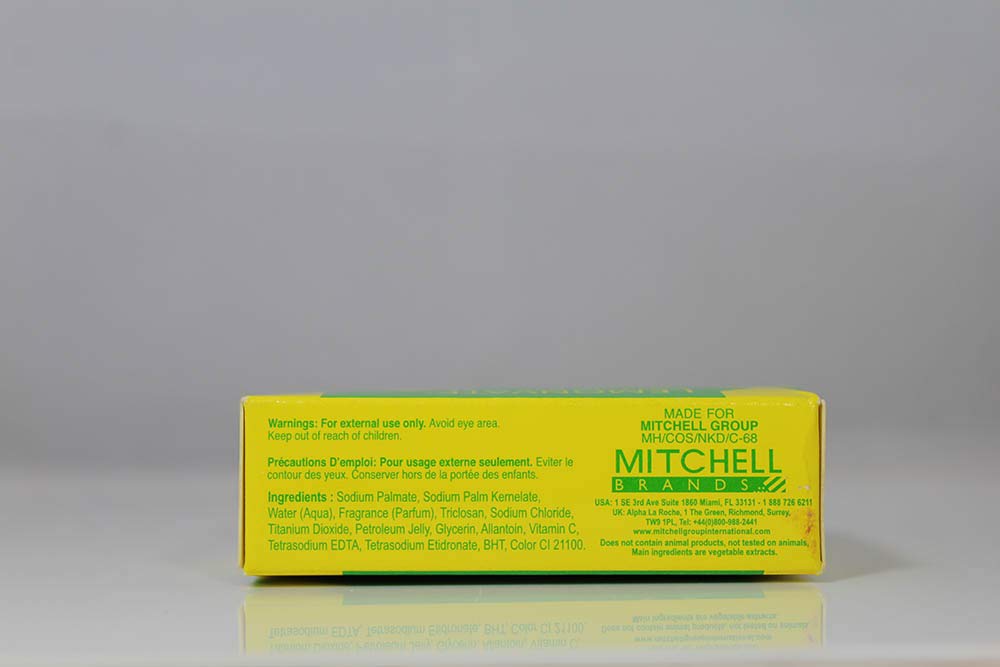 Warnings: For external use only. Avoid eye area.
Keep out of reach of children.
Précautions D'emploi: Pour usage externe seulement. Eviter le
contour des yeux. Conserver hors de la portée des enfants.
Ingredients : Sodium Palmate, Sodium Palm Kernelate,
Water (Aqua), Fragrance (Parfum), Triclosan, Sodium Chloride,
Titanium Dioxide, Petroleum Jelly, Glycerin, Allantoin, Vitamin C,
Tetrasodium EDTA, Tetrasodium Etidronate, BHT, Color CI 21100.
MADE FOR
MITCHELL GROUP
MH/COS/NKD/C-68
MITCHELL
BRANDS
USA: 1 SE 3rd Ave Suite 1860 Miami, FL 33131 - 1 888 726 6211
UK: Alpha La Roche, 1 The Green, Richmond, Surrey,
TW9 1PL, Tel: +44(0)800-988-2441
www.mitchellgroupinternational.com
Does not contain animal products, not tested on animals,
Main ingredients are vegetable extracts.